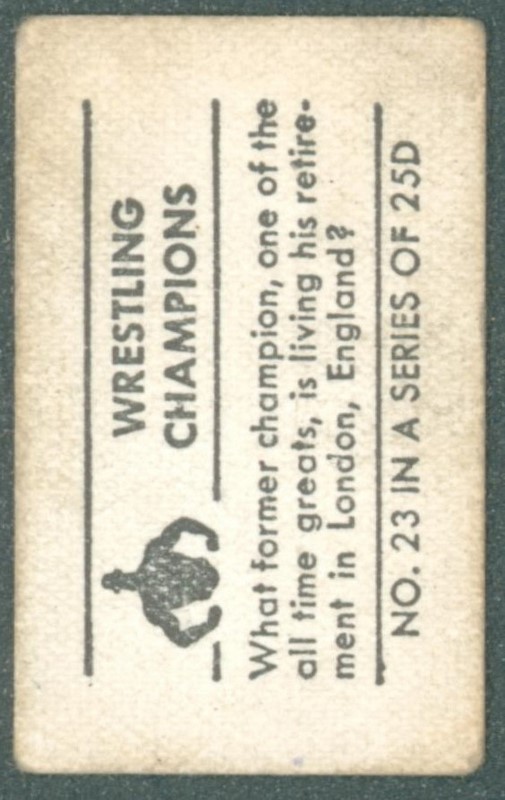 WRESTLING
CHAMPIONS
What former champion, one of the
all time greats, is living his retire-
ment in London, England?
NO. 23 IN A SERIES OF 25D